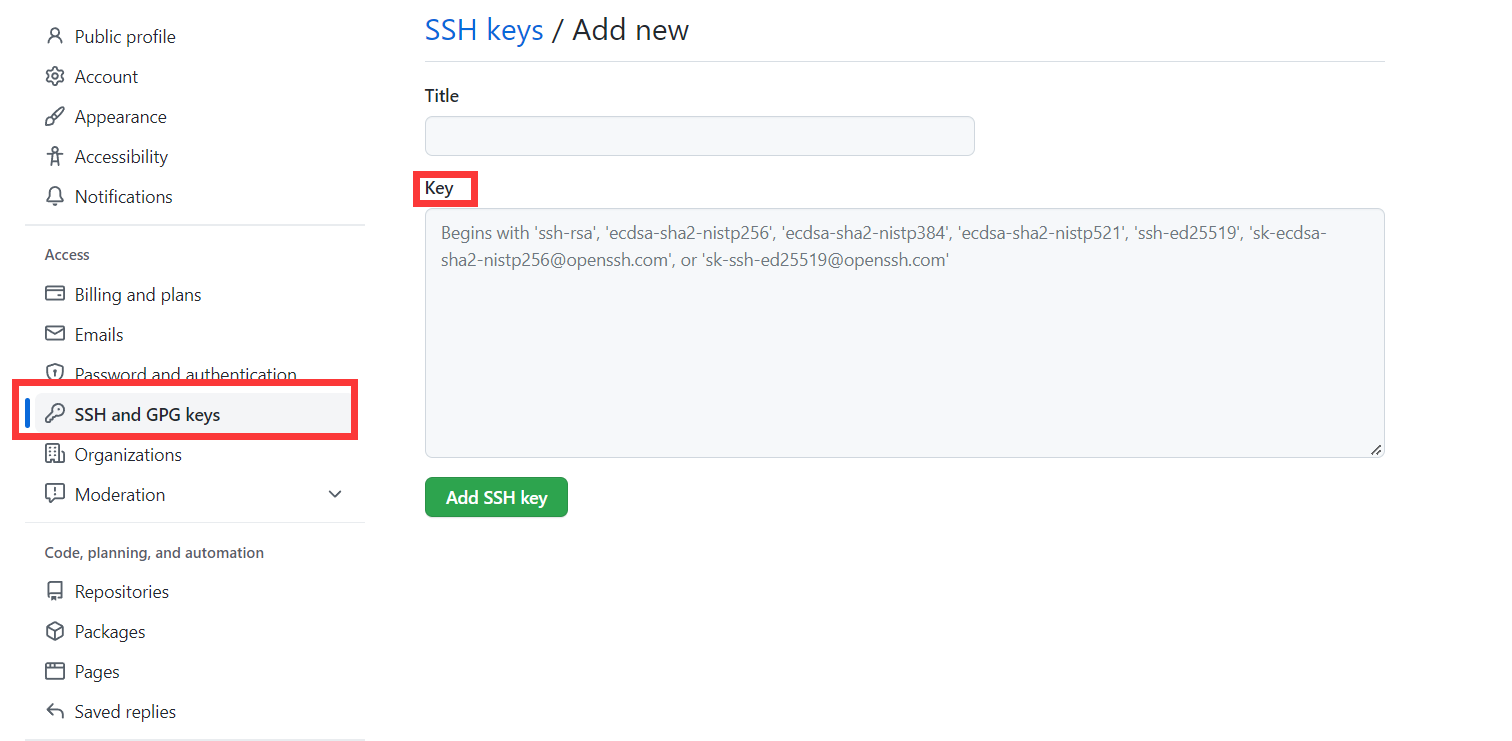 Public profile
Account
Appearance
Accessibility
Notifications
Access
Billing and plans
Emails
Password and authentication
SSH and GPG keys
Organizations
Moderation
Code, planning, and automation
Repositories
Packages
Pages
Saved replies
SSH keys / Add new
Title
Key
Begins with 'ssh-rsa', 'ecdsa-sha2-nistp256', 'ecdsa-sha2-nistp384', 'ecdsa-sha2-nistp521', 'ssh-ed25519', 'sk-ecdsa-
sha2-nistp256@openssh.com', or 'sk-ssh-ed25519@openssh.com'
Add SSH key